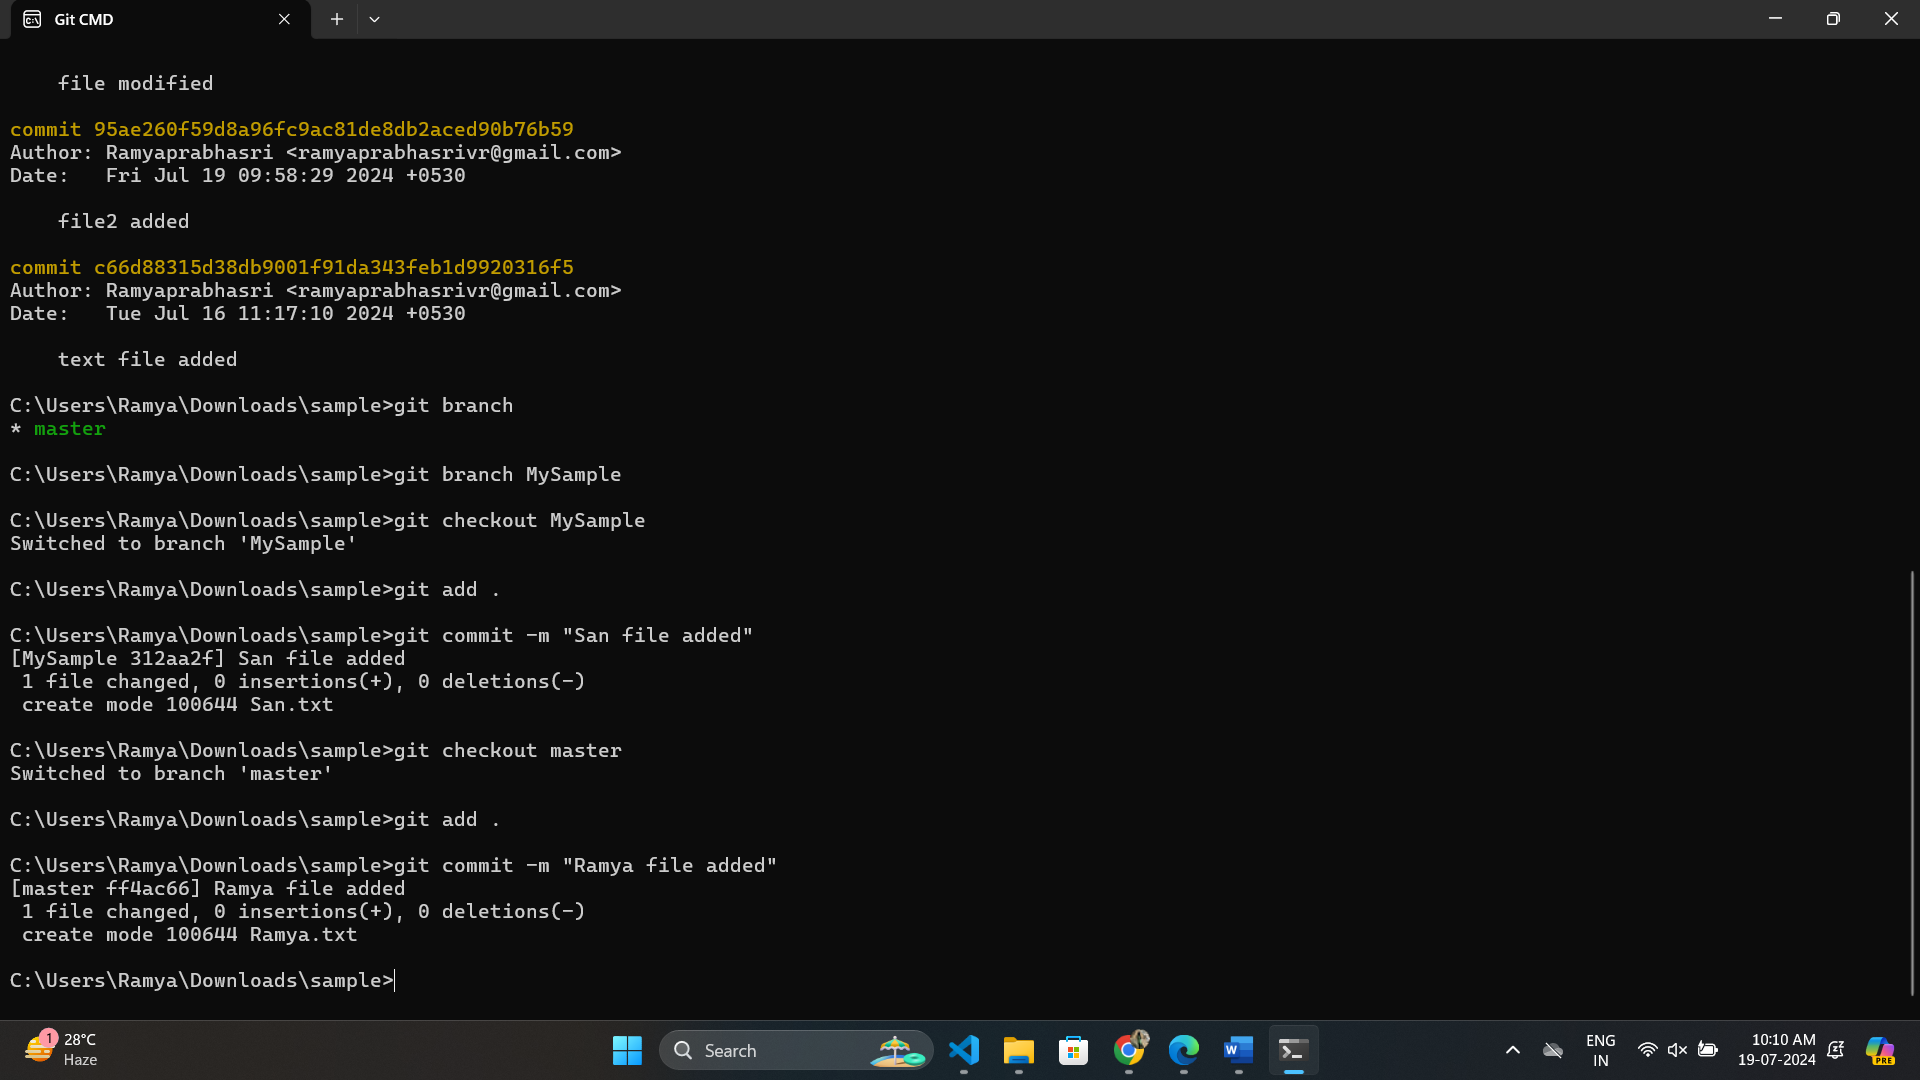 Git CMD
file modified
commit 95ae260f59d8a96fc9ac81de8db2aced90b76b59
Author: Ramyaprabhasri <ramyaprabhasrivr@gmail.com>
Date:   Fri Jul 19 09:58:29 2024 +0530
file2 added
commit c66d88315d38db9001f91da343feb1d9920316f5
Author: Ramyaprabhasri <ramyaprabhasrivr@gmail.com>
Date:   Tue Jul 16 11:17:10 2024 +0530
text file added
C:\Users\Ramya\Downloads\sample>git branch
* master
C:\Users\Ramya\Downloads\sample>git branch MySample
C:\Users\Ramya\Downloads\sample>git checkout MySample
Switched to branch 'MySample'
C:\Users\Ramya\Downloads\sample>git add .
C:\Users\Ramya\Downloads\sample>git commit -m "San file added"
[MySample 312aa2f] San file added
 1 file changed, 0 insertions(+), 0 deletions(-)
 create mode 100644 San.txt
C:\Users\Ramya\Downloads\sample>git checkout master
Switched to branch 'master'
C:\Users\Ramya\Downloads\sample>git add .
C:\Users\Ramya\Downloads\sample>git commit -m "Ramya file added"
[master ff4ac66] Ramya file added
 1 file changed, 0 insertions(+), 0 deletions(-)
 create mode 100644 Ramya.txt
C:\Users\Ramya\Downloads\sample>
1
28°C
Haze
Search
W
ENG
IN
10:10 AM
19-07-2024
PRE